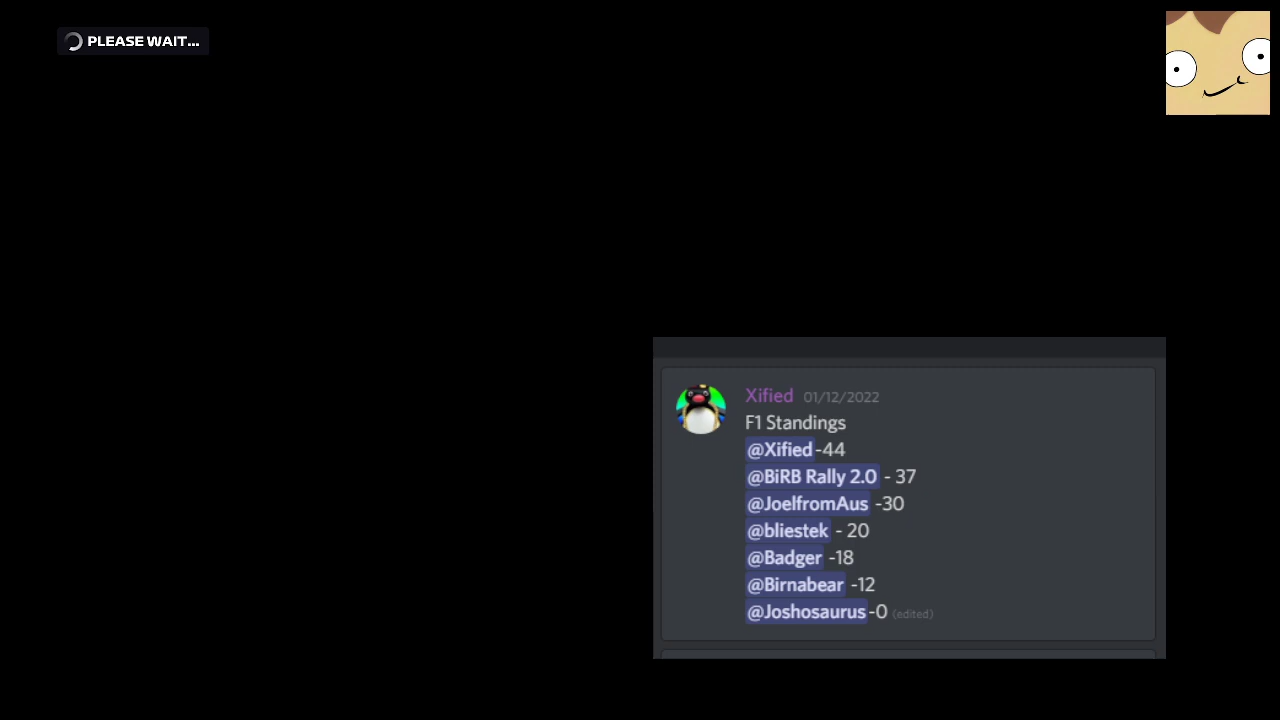 PLEASE WAIT...
Xified 01/12/2022
F1 Standings
@Xified-44
@BiRB Rally 2.0 - 37
@JoelfromAus -30
@bliestek - 20
@Badger -18
@Birnabear -12
@Joshosaurus-0 (edited)